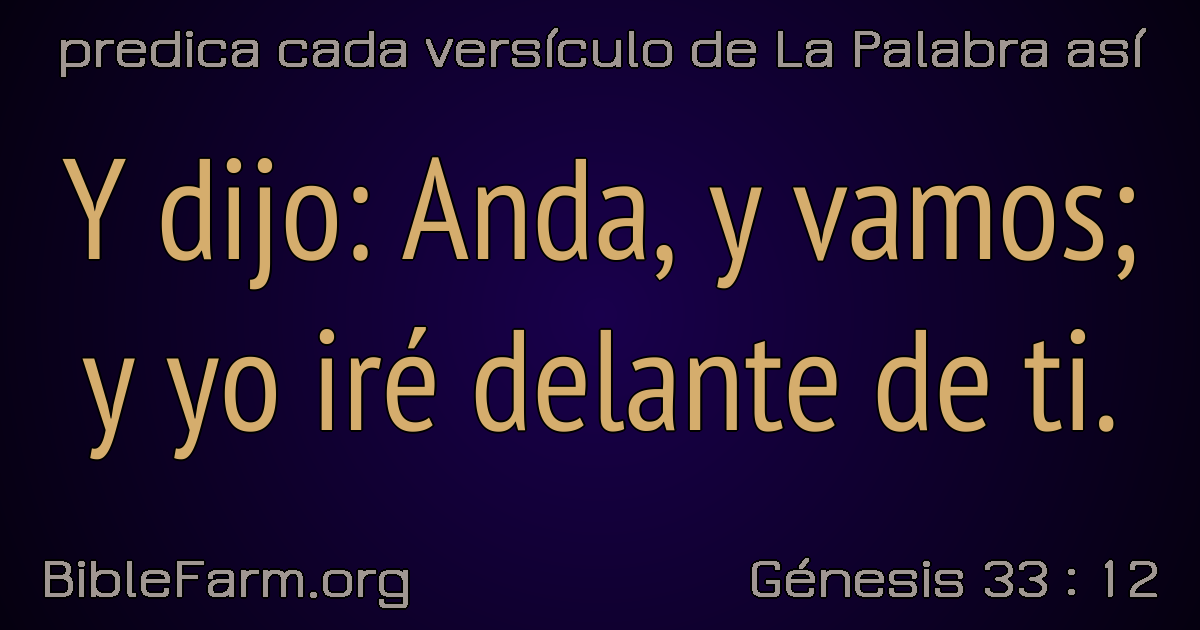 predica cada versículo de La Palabra así
Y dijo: Anda, y vamos;
y yo iré delante de ti.
BibleFarm.org
Génesis 33 : 12